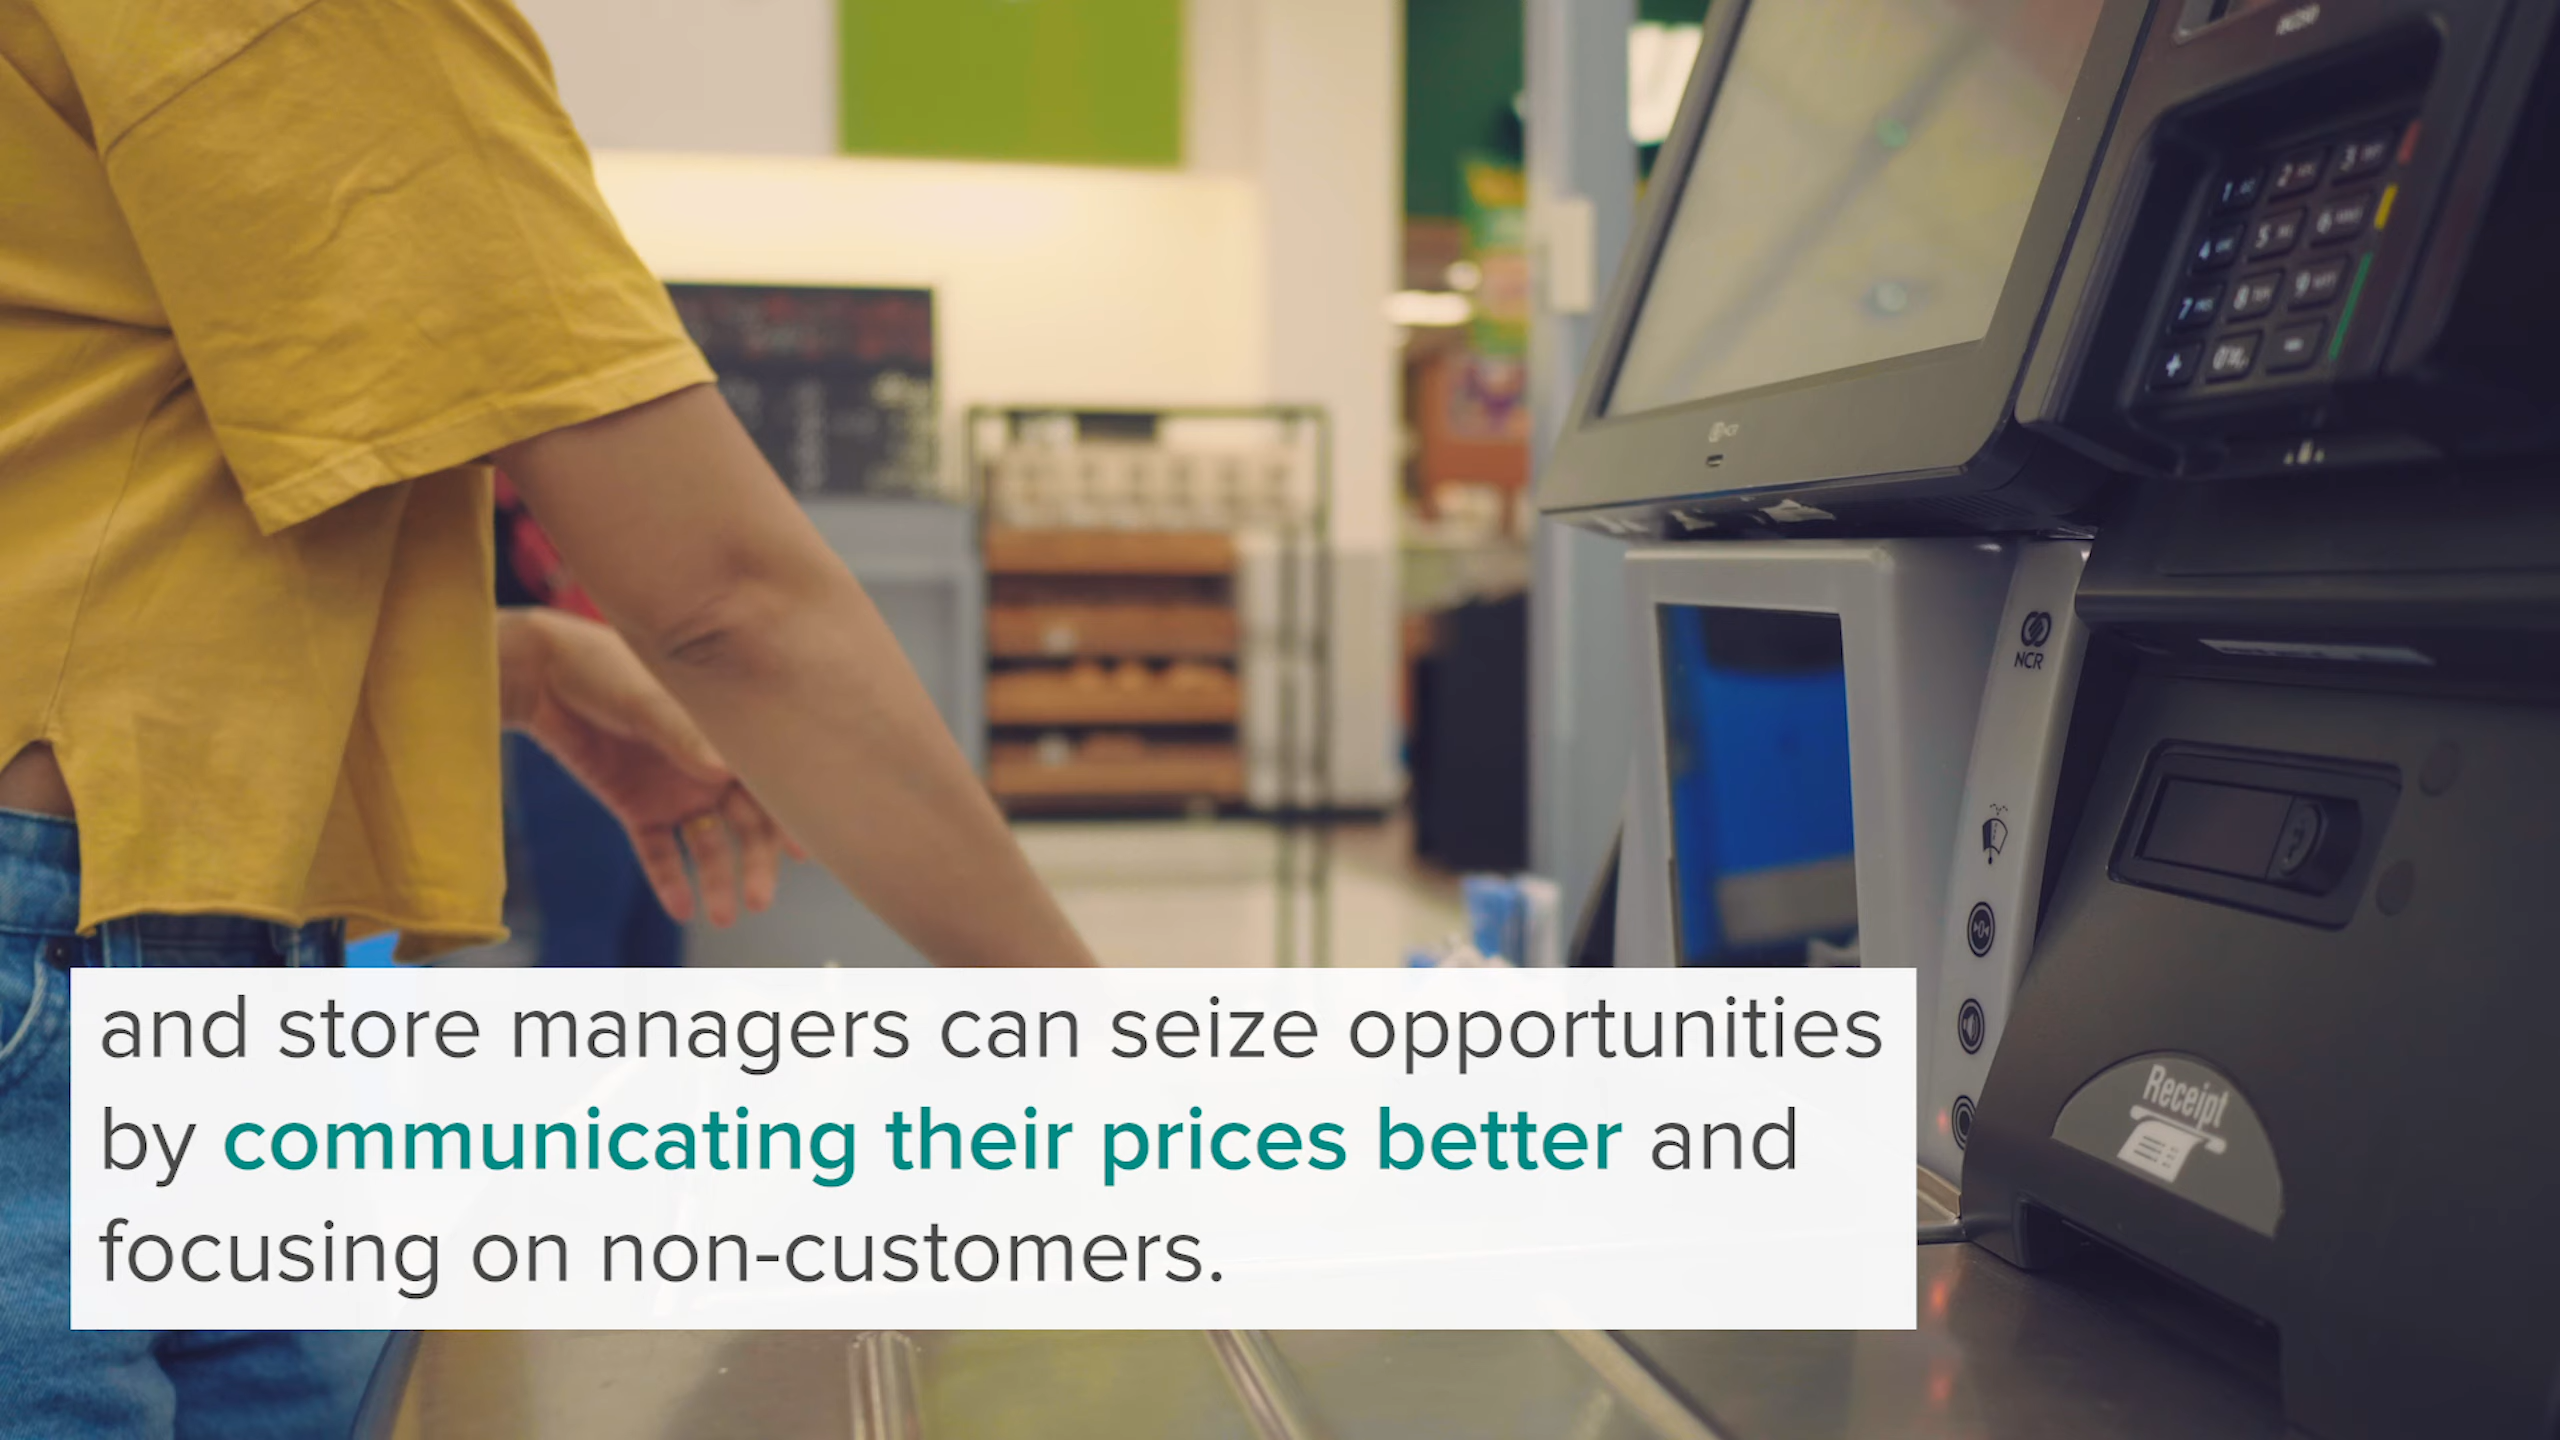 and store managers can seize opportunities
by communicating their prices better and
focusing on non-customers.
NCR
Receipt